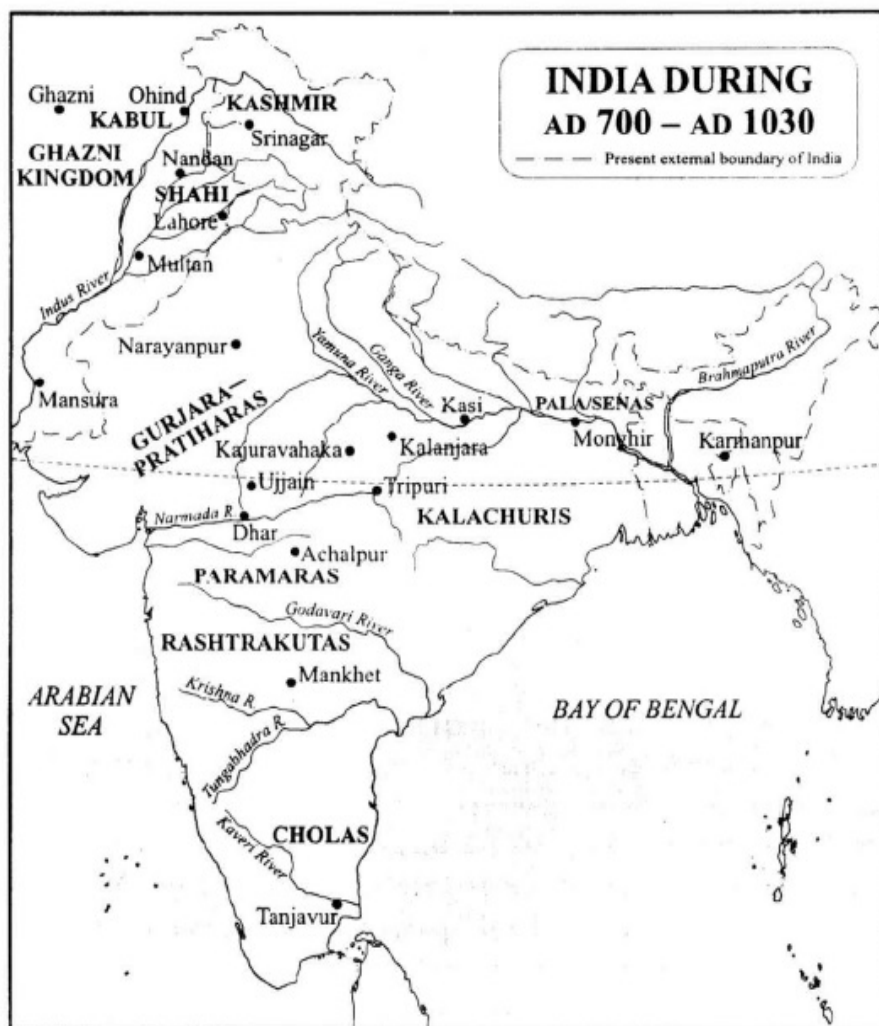 INDIA DURING
AD 700 – AD 1030
Present external boundary of India
Ghazni
Ohind
KASHMIR
KABUL
Srinagar
GHAZNI
KINGDOM
Nandan
SHAHI
Lahore
Multan
Indus River
Narayanpur
Yamuna River
Ganga River
Brahmaputra River
Mansura
GURJARA—
PRATIHARAS
Kasi
PALA/SENAS
Monghir
Kajuravahaka
Kalanjara
Karmanpur
Ujjain
Tripuri
Narmada R.
Dhar
KALACHURIS
Achalpur
PARAMARAS
Godavari River
RASHTRAKUTAS
Mankhet
ARABIAN
SEA
Krishna R.
BAY OF BENGAL
Tungabhadra R.
Kaveri River
CHOLAS
Tanjavur